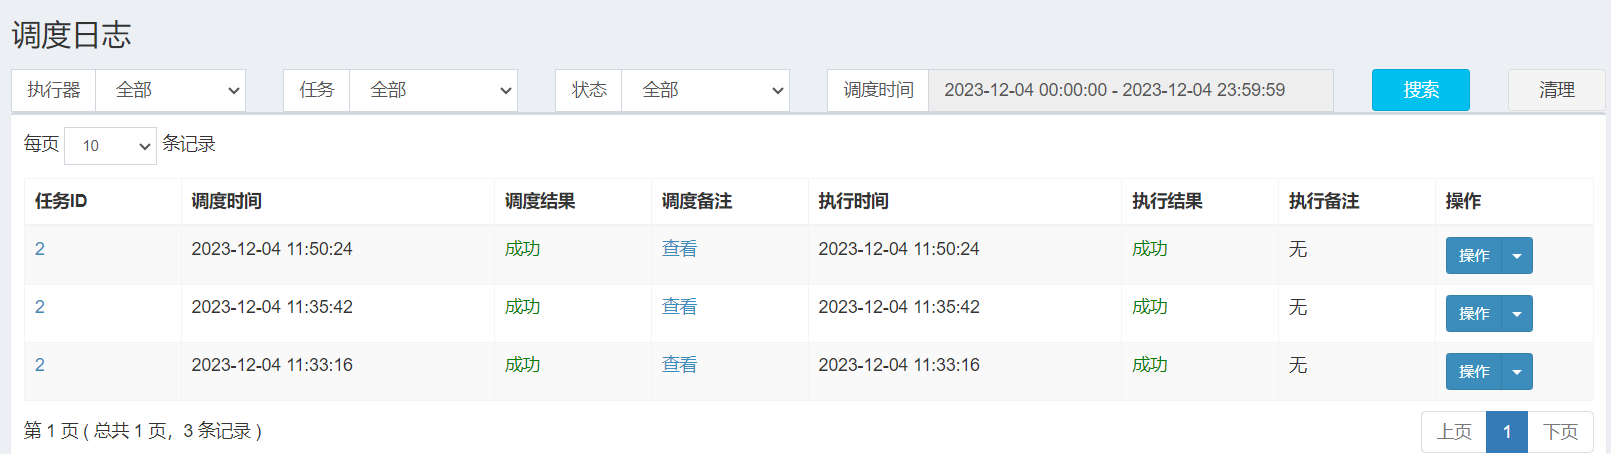 调度日志
执行器 全部 任务 全部 状态 全部 调度时间 2023-12-04 00:00:00 - 2023-12-04 23:59:59 搜索 清理
每页 10 条记录
任务ID 调度时间 调度结果 调度备注 执行时间 执行结果 执行备注 操作
2 2023-12-04 11:50:24 成功 查看 2023-12-04 11:50:24 成功 无 操作
2 2023-12-04 11:35:42 成功 查看 2023-12-04 11:35:42 成功 无 操作
2 2023-12-04 11:33:16 成功 查看 2023-12-04 11:33:16 成功 无 操作
第 1 页 ( 总共 1 页，3 条记录 ) 上页 1 下页